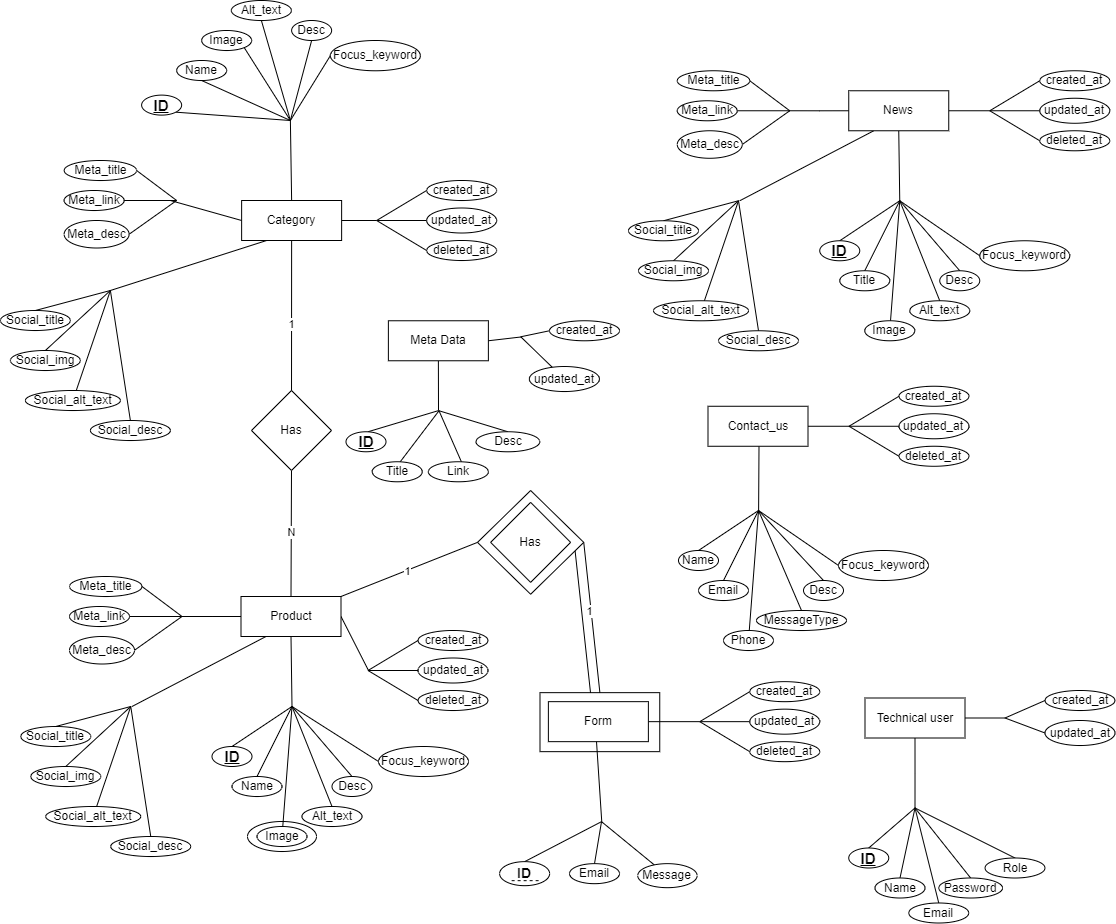 Alt_text
Desc
Image
Focus_keyword
Name
ID
Meta_title
Meta_link
Meta_desc
Category
created_at
updated_at
deleted_at
Social_title
Social_img
Social_alt_text
Social_desc
1
Has
N
Meta_title
Meta_link
Meta_desc
News
created_at
updated_at
deleted_at
Social_title
Social_img
Social_alt_text
Social_desc
ID
Title
Image
Alt_text
Desc
Focus_keyword
Meta Data
created_at
updated_at
ID
Title
Link
Desc
Contact_us
created_at
updated_at
deleted_at
Name
Email
Phone
MessageType
Desc
Focus_keyword
Has
1
1
Meta_title
Meta_link
Meta_desc
Product
created_at
updated_at
deleted_at
Social_title
Social_img
Social_alt_text
Social_desc
ID
Name
Image
Alt_text
Desc
Focus_keyword
Form
created_at
updated_at
deleted_at
ID
Email
Message
Technical user
created_at
updated_at
ID
Name
Email
Password
Role